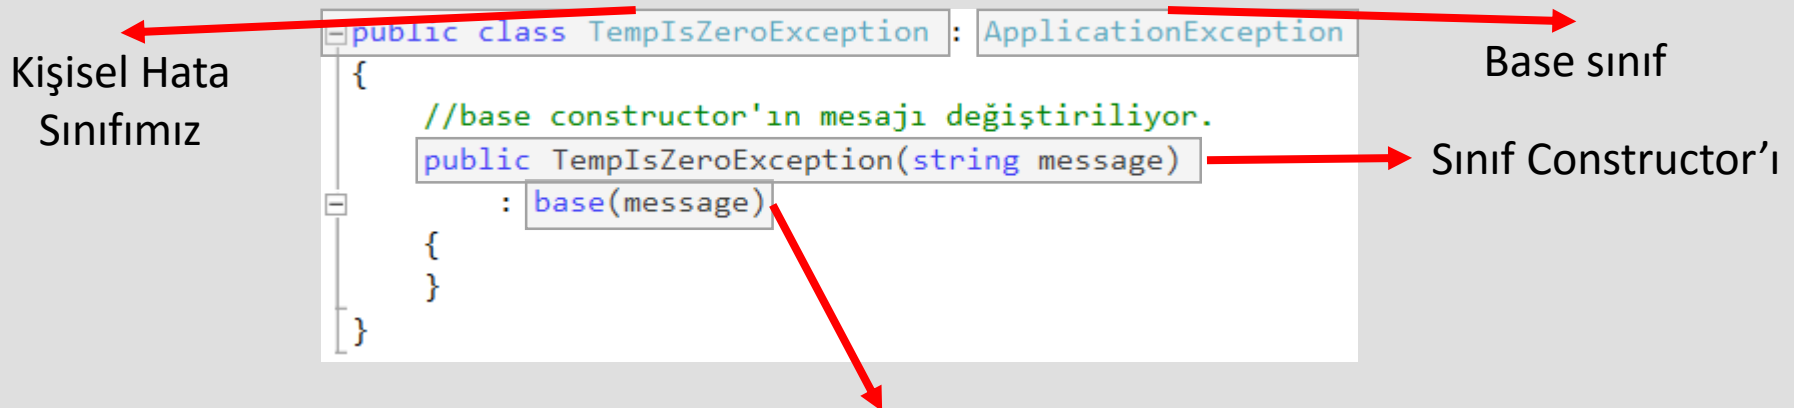 public class TempIsZeroException : ApplicationException
{
//base constructor'ın mesajı değiştiriliyor.
public TempIsZeroException(string message)
: base(message)
{
}
}
Kişisel Hata
Sınıfımız
Base sınıf
Sınıf Constructor’ı